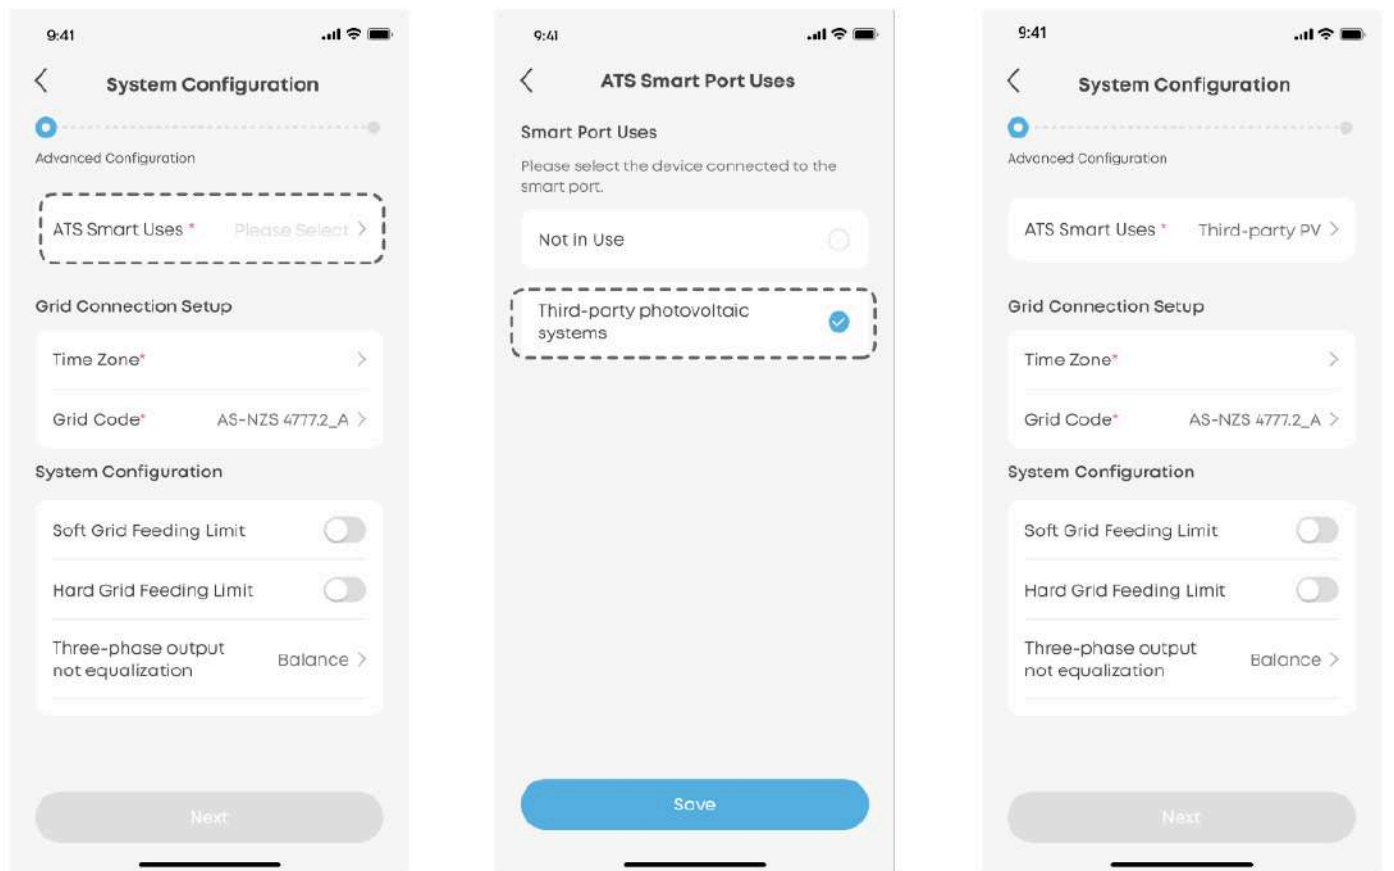 9:41
System Configuration
Advanced Configuration
ATS Smart Uses * Please Select >
Grid Connection Setup
Time Zone* >
Grid Code* AS-NZS 4777.2_A >
System Configuration
Soft Grid Feeding Limit
Hard Grid Feeding Limit
Three-phase output
not equalization
Balance >
Next
9:41
ATS Smart Port Uses
Smart Port Uses
Please select the device connected to the
smart port.
Not in Use
Third-party photovoltaic
systems
Save
9:41
System Configuration
Advanced Configuration
ATS Smart Uses * Third-party PV >
Grid Connection Setup
Time Zone* >
Grid Code* AS-NZS 4777.2_A >
System Configuration
Soft Grid Feeding Limit
Hard Grid Feeding Limit
Three-phase output
not equalization
Balance >
Next